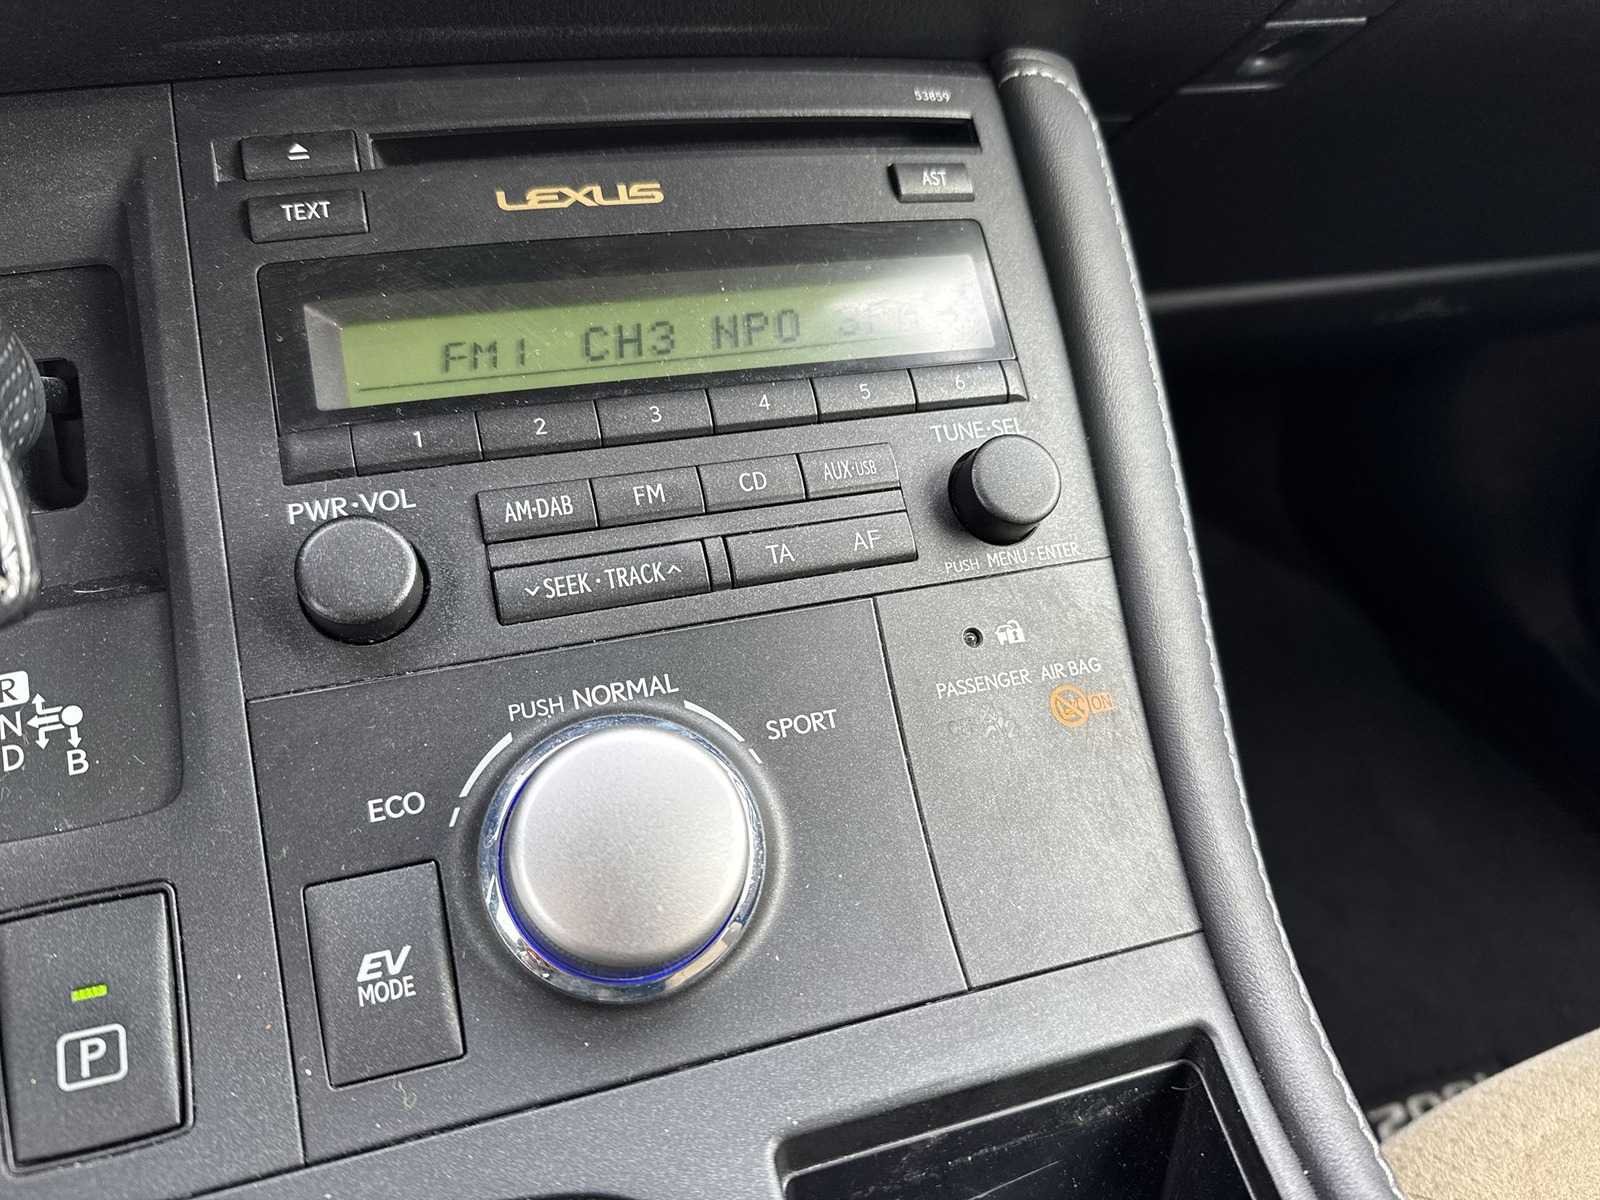 53859
AST
TEXT
LEXUS
FM1 CH3 NPO
1 2 3 4 5 6
TUNE·SEL
PWR·VOL
AM·DAB FM CD AUX·USB
SEEK·TRACK TA AF
PUSH MENU·ENTER
PASSENGER AIR BAG
ON
PUSH NORMAL
SPORT
ECO
R
N
D B
EV
MODE
P